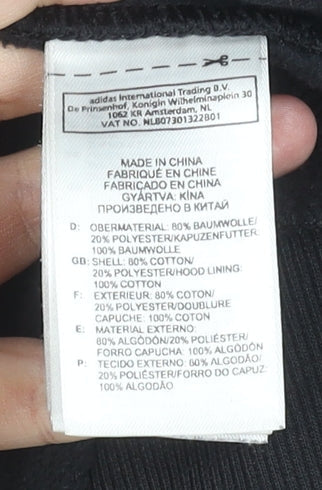 adidas International Trading B.V.
De Prinsenhof, Konigin Wilhelminaplein 30
1062 KR Amsterdam, NL
VAT NO. NL807301322B01
MADE IN CHINA
FABRIQUÉ EN CHINE
FABRICADO EN CHINA
GYÁRTVA: KÍNA
ПРОИЗВЕДЕНО В КИТАЙ
D: OBERMATERIAL: 80% BAUMWOLLE/
20% POLYESTER/KAPUZENFUTTER:
100% BAUMWOLLE
GB: SHELL: 80% COTTON/
20% POLYESTER/HOOD LINING:
100% COTTON
F: EXTERIEUR: 80% COTON/
20% POLYESTER/DOUBLURE
CAPUCHE: 100% COTON
E: MATERIAL EXTERNO:
80% ALGODÓN/20% POLIÉSTER/
FORRO CAPUCHA: 100% ALGODÓN
P: TECIDO EXTERNO: 80% ALGODÃO/
20% POLIÉSTER/FORRO DO CAPUZ:
100% ALGODÃO